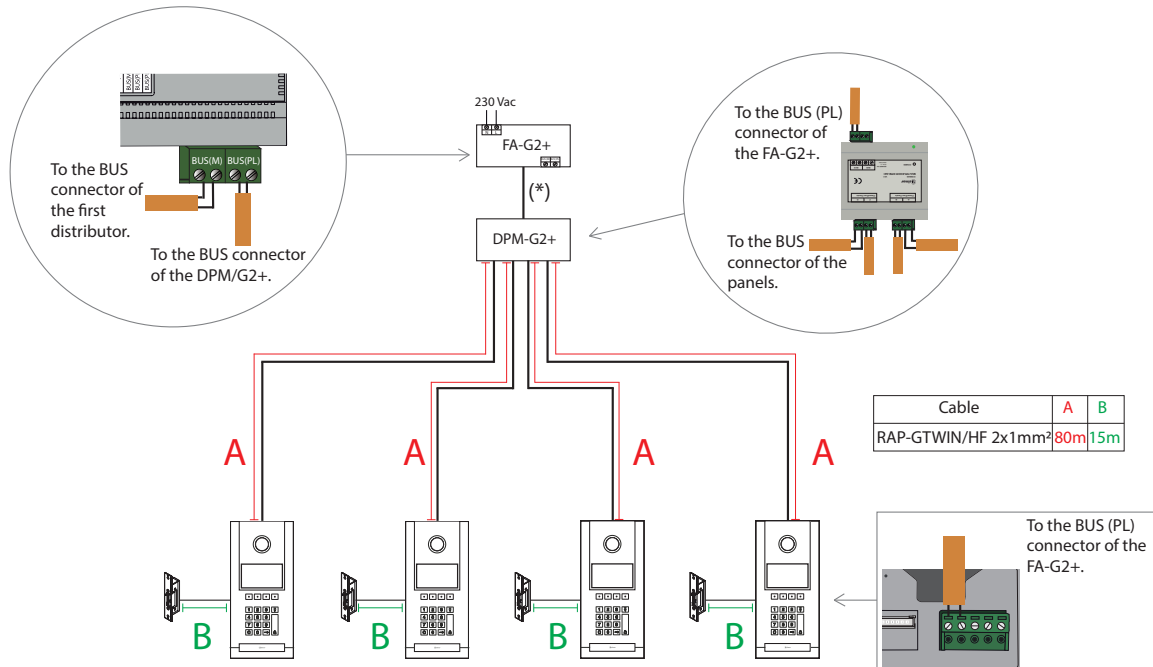 BUS(M)
BUS(PL)
BUS(M) BUS(PL)
To the BUS
connector of
the first
distributor.
To the BUS connector
of the DPM/G2+.
230 Vac
FA-G2+
(*)
DPM-G2+
To the BUS (PL)
connector of
the FA-G2+.
To the BUS
connector of the
panels.
A
A
A
A
Cable A B
RAP-GTWIN/HF 2x1mm² 80m 15m
B
B
B
B
To the BUS (PL)
connector of the
FA-G2+.